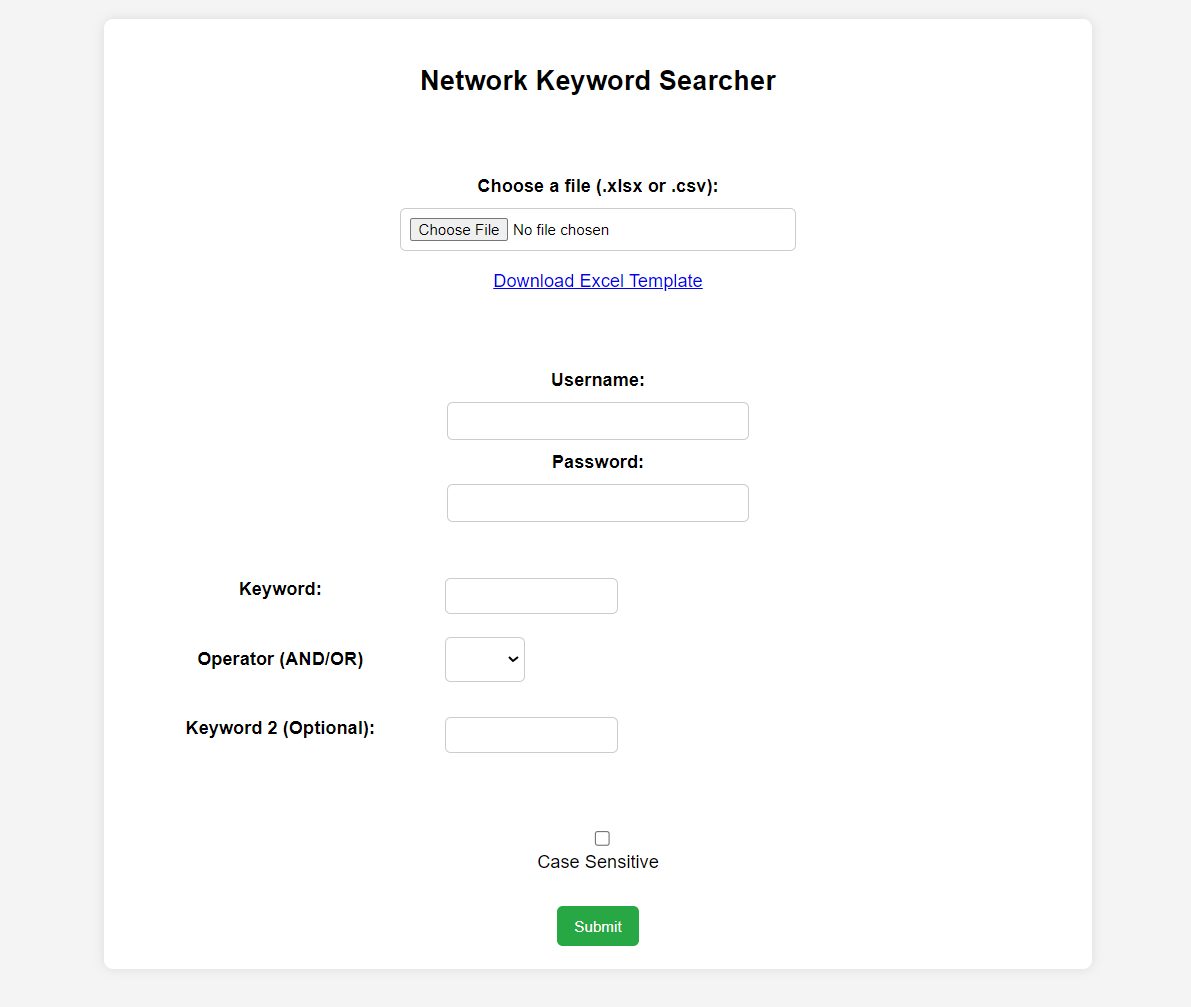 Network Keyword Searcher
Choose a file (.xlsx or .csv):
Choose File No file chosen
Download Excel Template
Username:
Password:
Keyword:
Operator (AND/OR)
Keyword 2 (Optional):
Case Sensitive
Submit